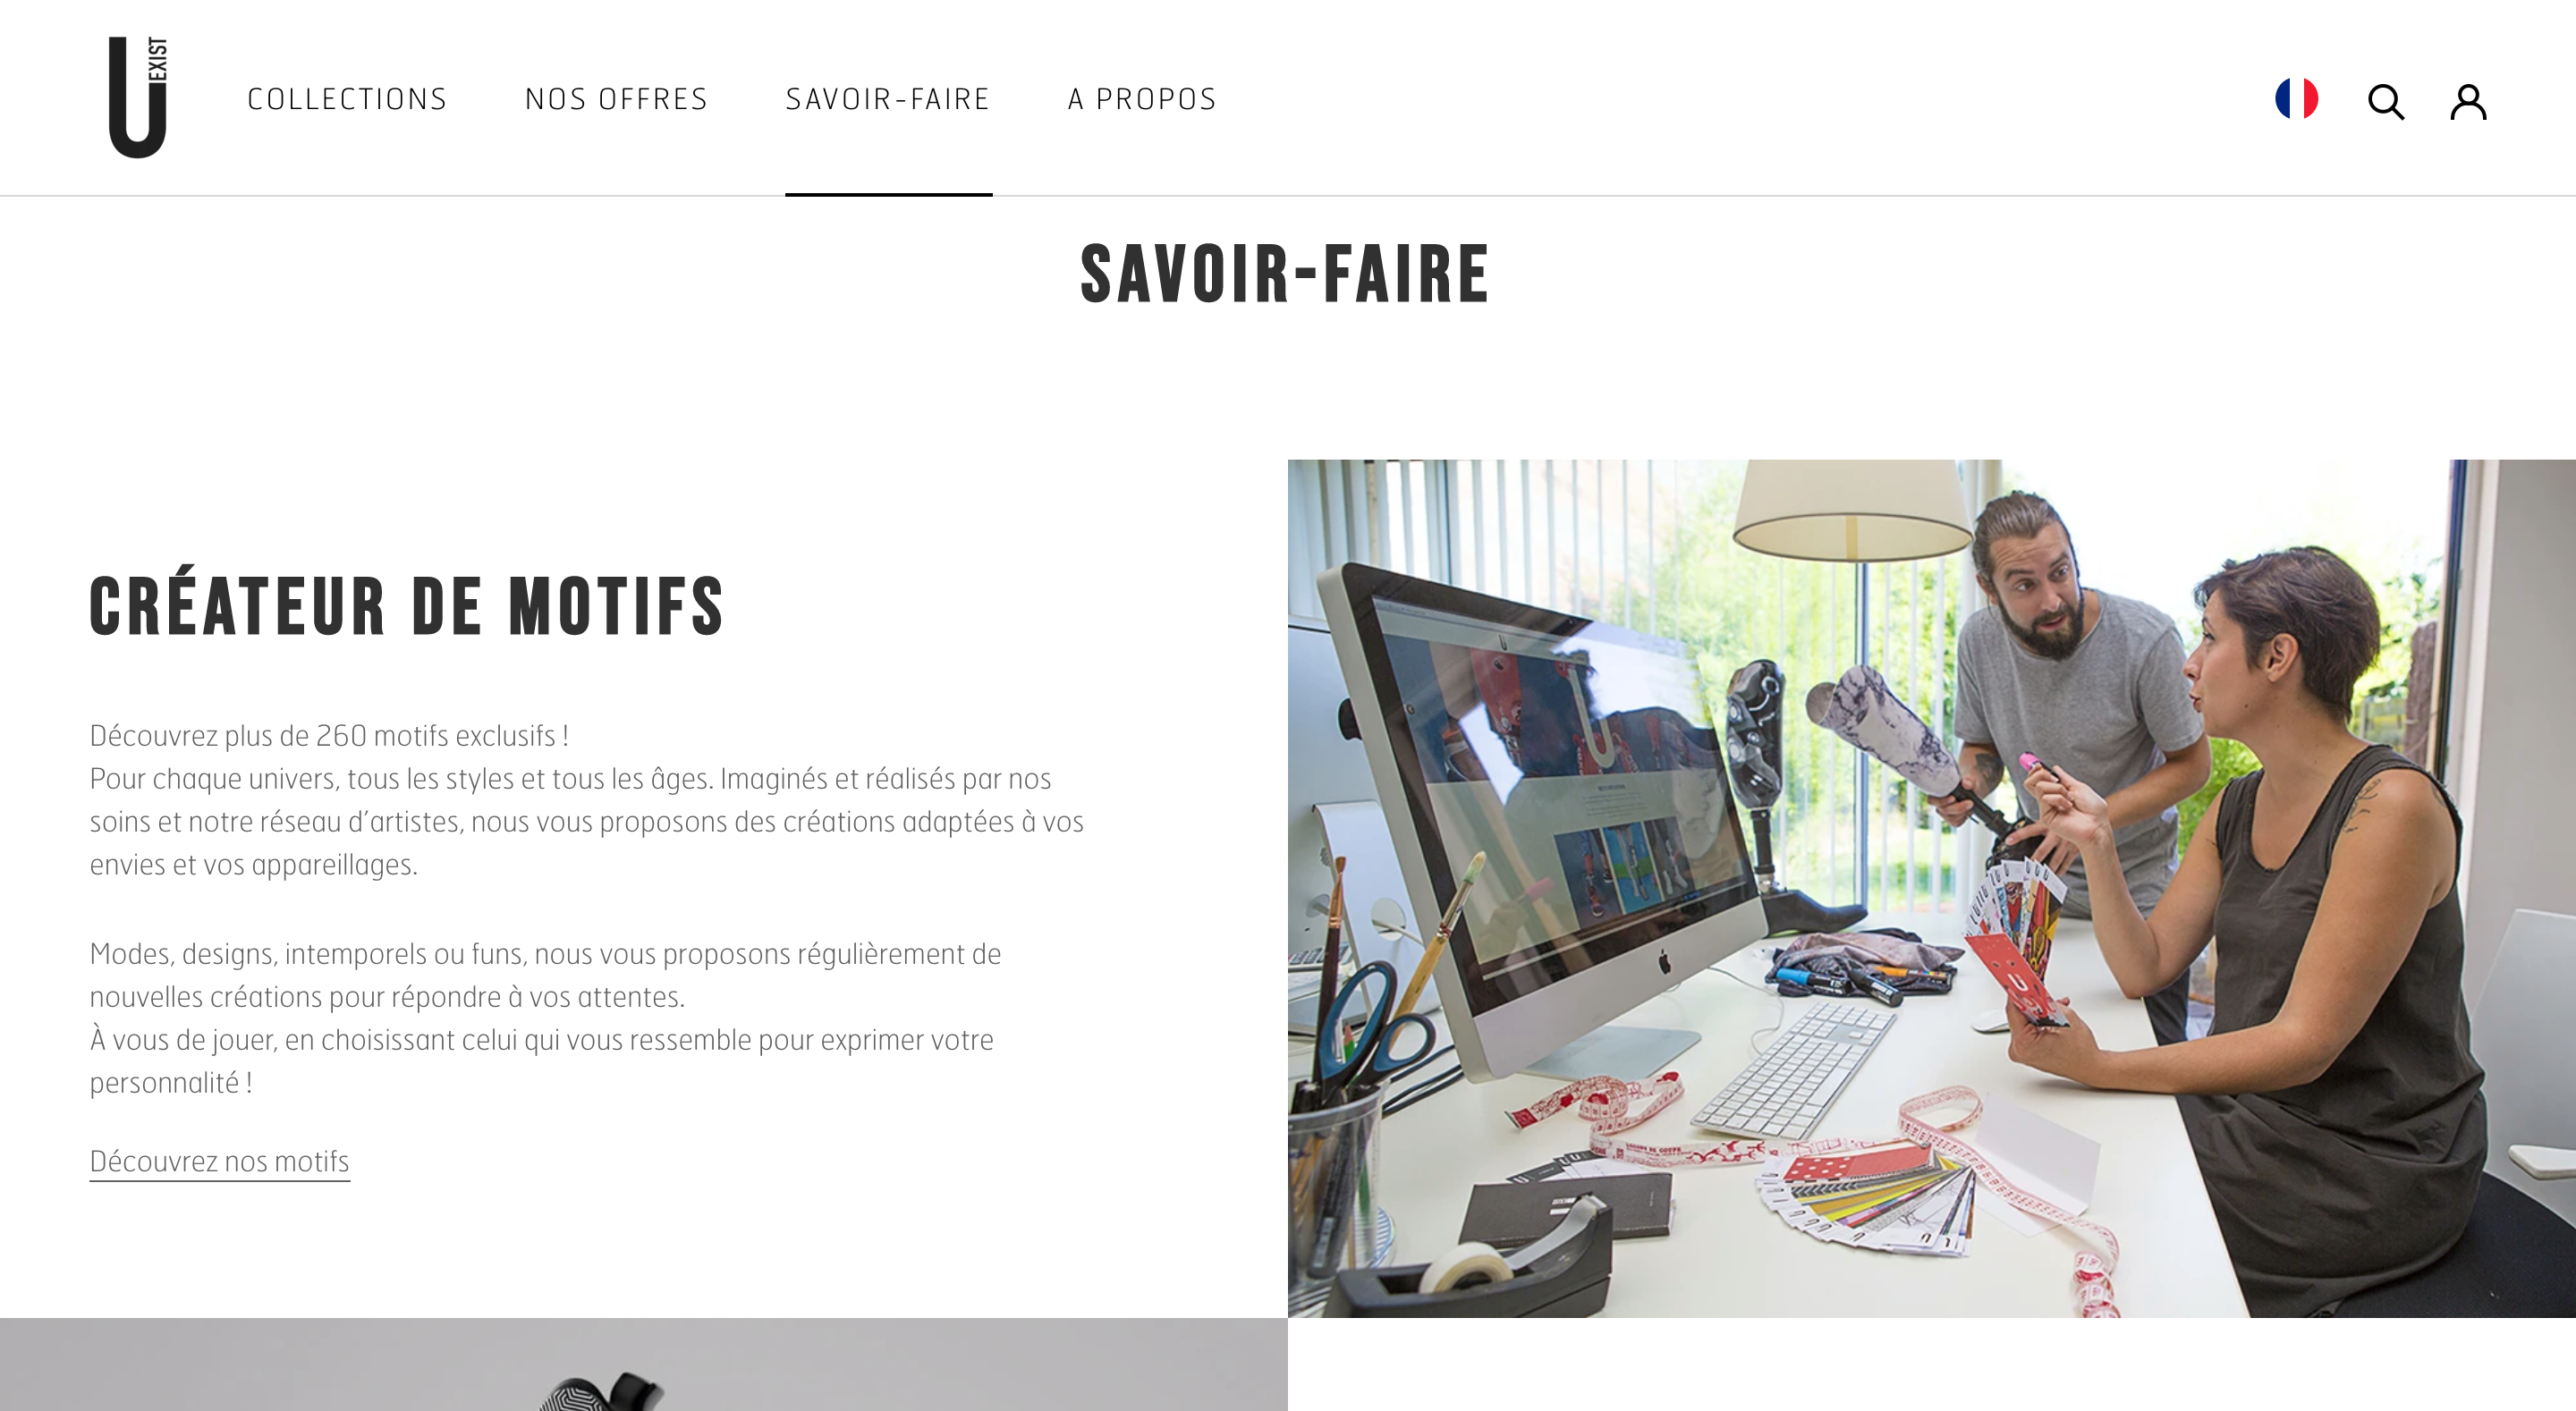 U EXIST
COLLECTIONS
NOS OFFRES
SAVOIR-FAIRE
A PROPOS
SAVOIR-FAIRE
CRÉATEUR DE MOTIFS
Découvrez plus de 260 motifs exclusifs !
Pour chaque univers, tous les styles et tous les âges. Imaginés et réalisés par nos
soins et notre réseau d'artistes, nous vous proposons des créations adaptées à vos
envies et vos appareillages.
Modes, designs, intemporels ou funs, nous vous proposons régulièrement de
nouvelles créations pour répondre à vos attentes.
À vous de jouer, en choisissant celui qui vous ressemble pour exprimer votre
personnalité !
Découvrez nos motifs